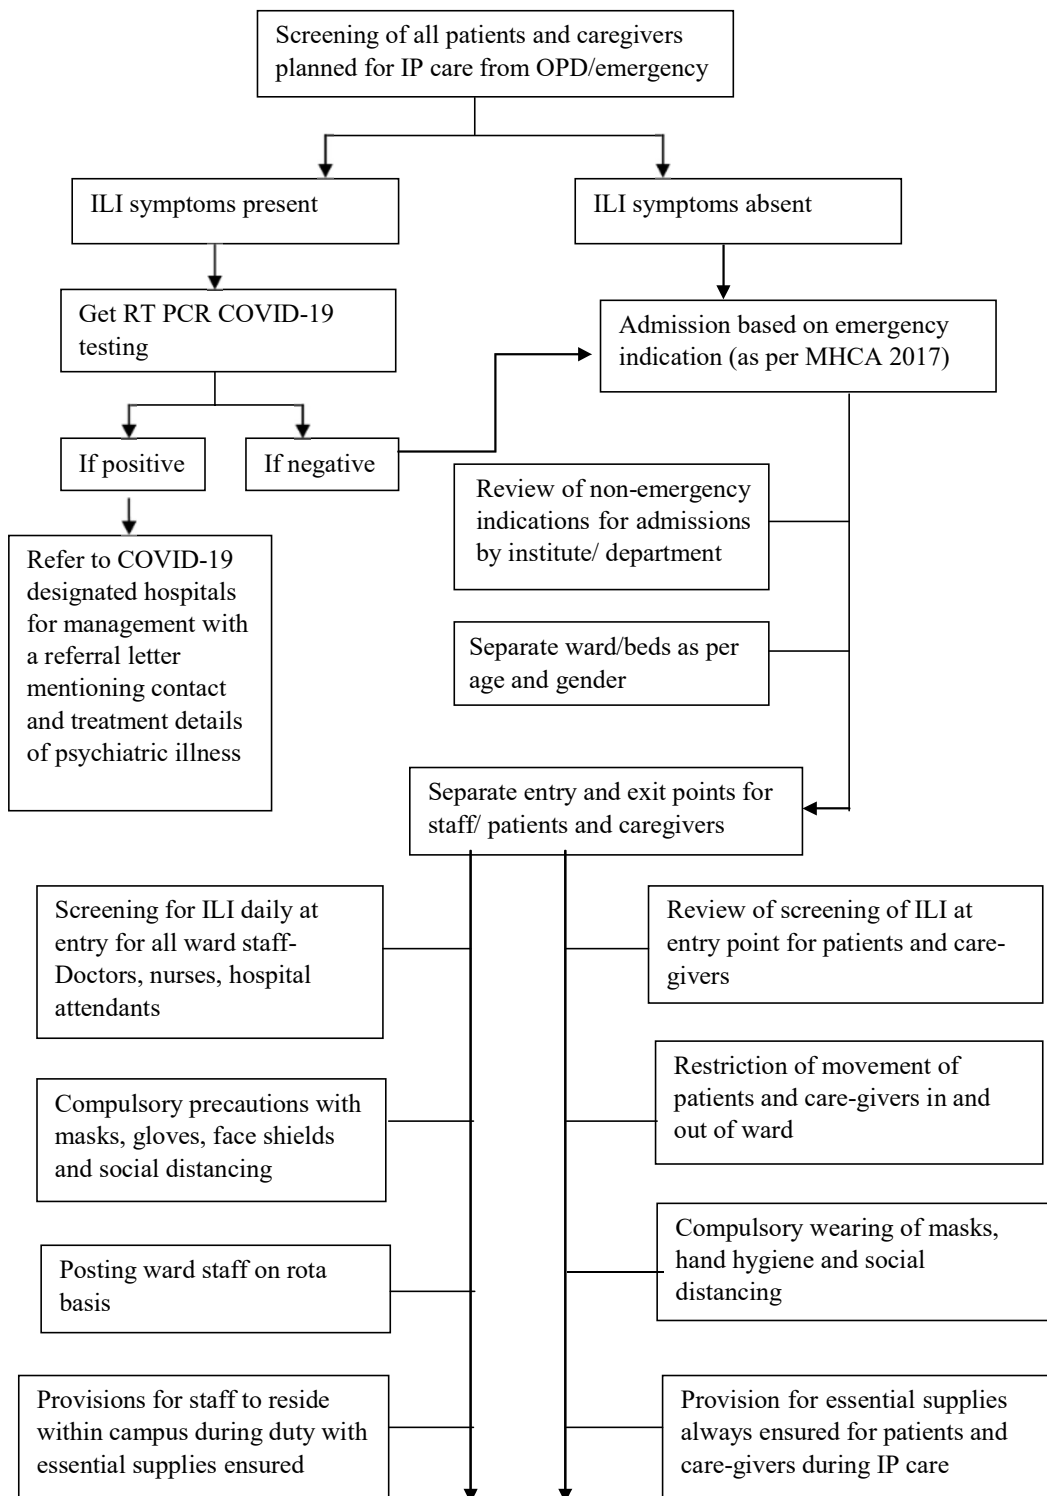 Screening of all patients and caregivers
planned for IP care from OPD/emergency
ILI symptoms present
ILI symptoms absent
Get RT PCR COVID-19
testing
Admission based on emergency
indication (as per MHCA 2017)
If positive
If negative
Review of non-emergency
indications for admissions
by institute/ department
Refer to COVID-19
designated hospitals
for management with
a referral letter
mentioning contact
and treatment details
of psychiatric illness
Separate ward/beds as per
age and gender
Separate entry and exit points for
staff/ patients and caregivers
Screening for ILI daily at
entry for all ward staff-
Doctors, nurses, hospital
attendants
Review of screening of ILI at
entry point for patients and care-
givers
Compulsory precautions with
masks, gloves, face shields
and social distancing
Restriction of movement of
patients and care-givers in and
out of ward
Posting ward staff on rota
basis
Compulsory wearing of masks,
hand hygiene and social
distancing
Provisions for staff to reside
within campus during duty with
essential supplies ensured
Provision for essential supplies
always ensured for patients and
care-givers during IP care